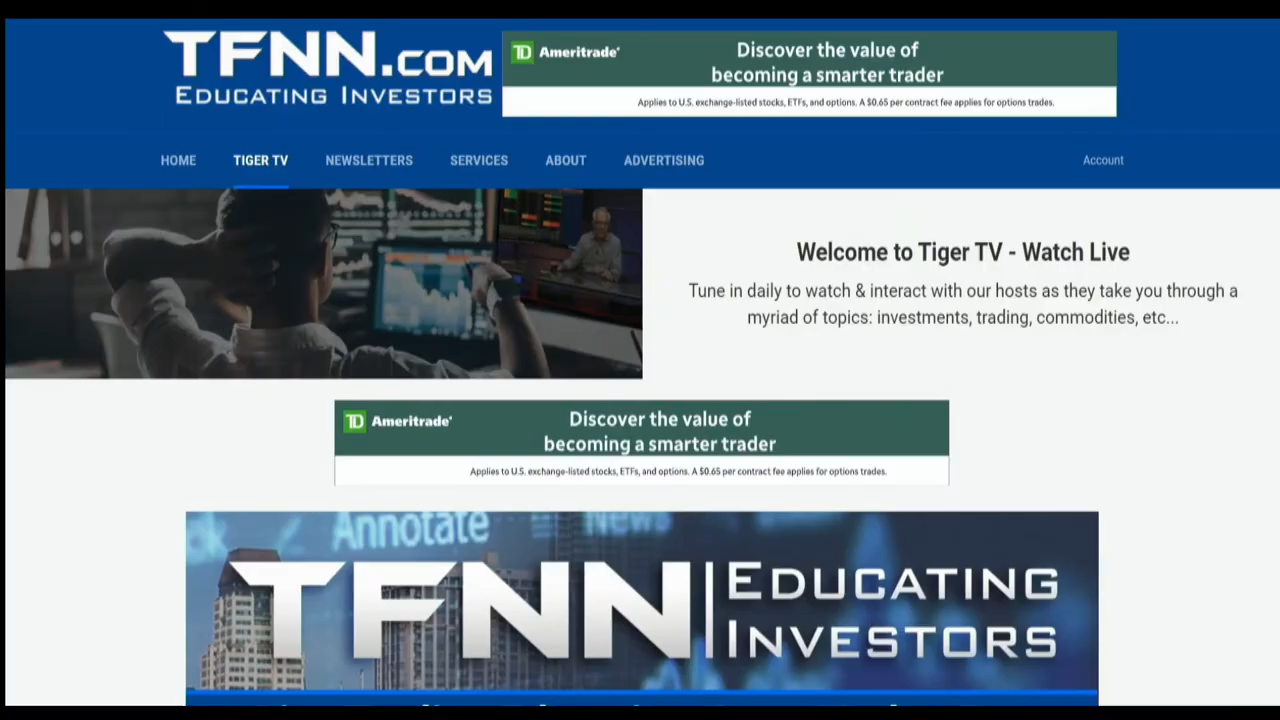 TFNN.COM
EDUCATING INVESTORS
TD Ameritrade
Discover the value of
becoming a smarter trader
Applies to U.S. exchange-listed stocks, ETFs, and options. A $0.65 per contract fee applies for options trades.
HOME TIGER TV NEWSLETTERS SERVICES ABOUT ADVERTISING Account
Welcome to Tiger TV - Watch Live
Tune in daily to watch & interact with our hosts as they take you through a
myriad of topics: investments, trading, commodities, etc...
TD Ameritrade
Discover the value of
becoming a smarter trader
Applies to U.S. exchange-listed stocks, ETFs, and options. A $0.65 per contract fee applies for options trades.
Annotate News
TFNN EDUCATING
INVESTORS